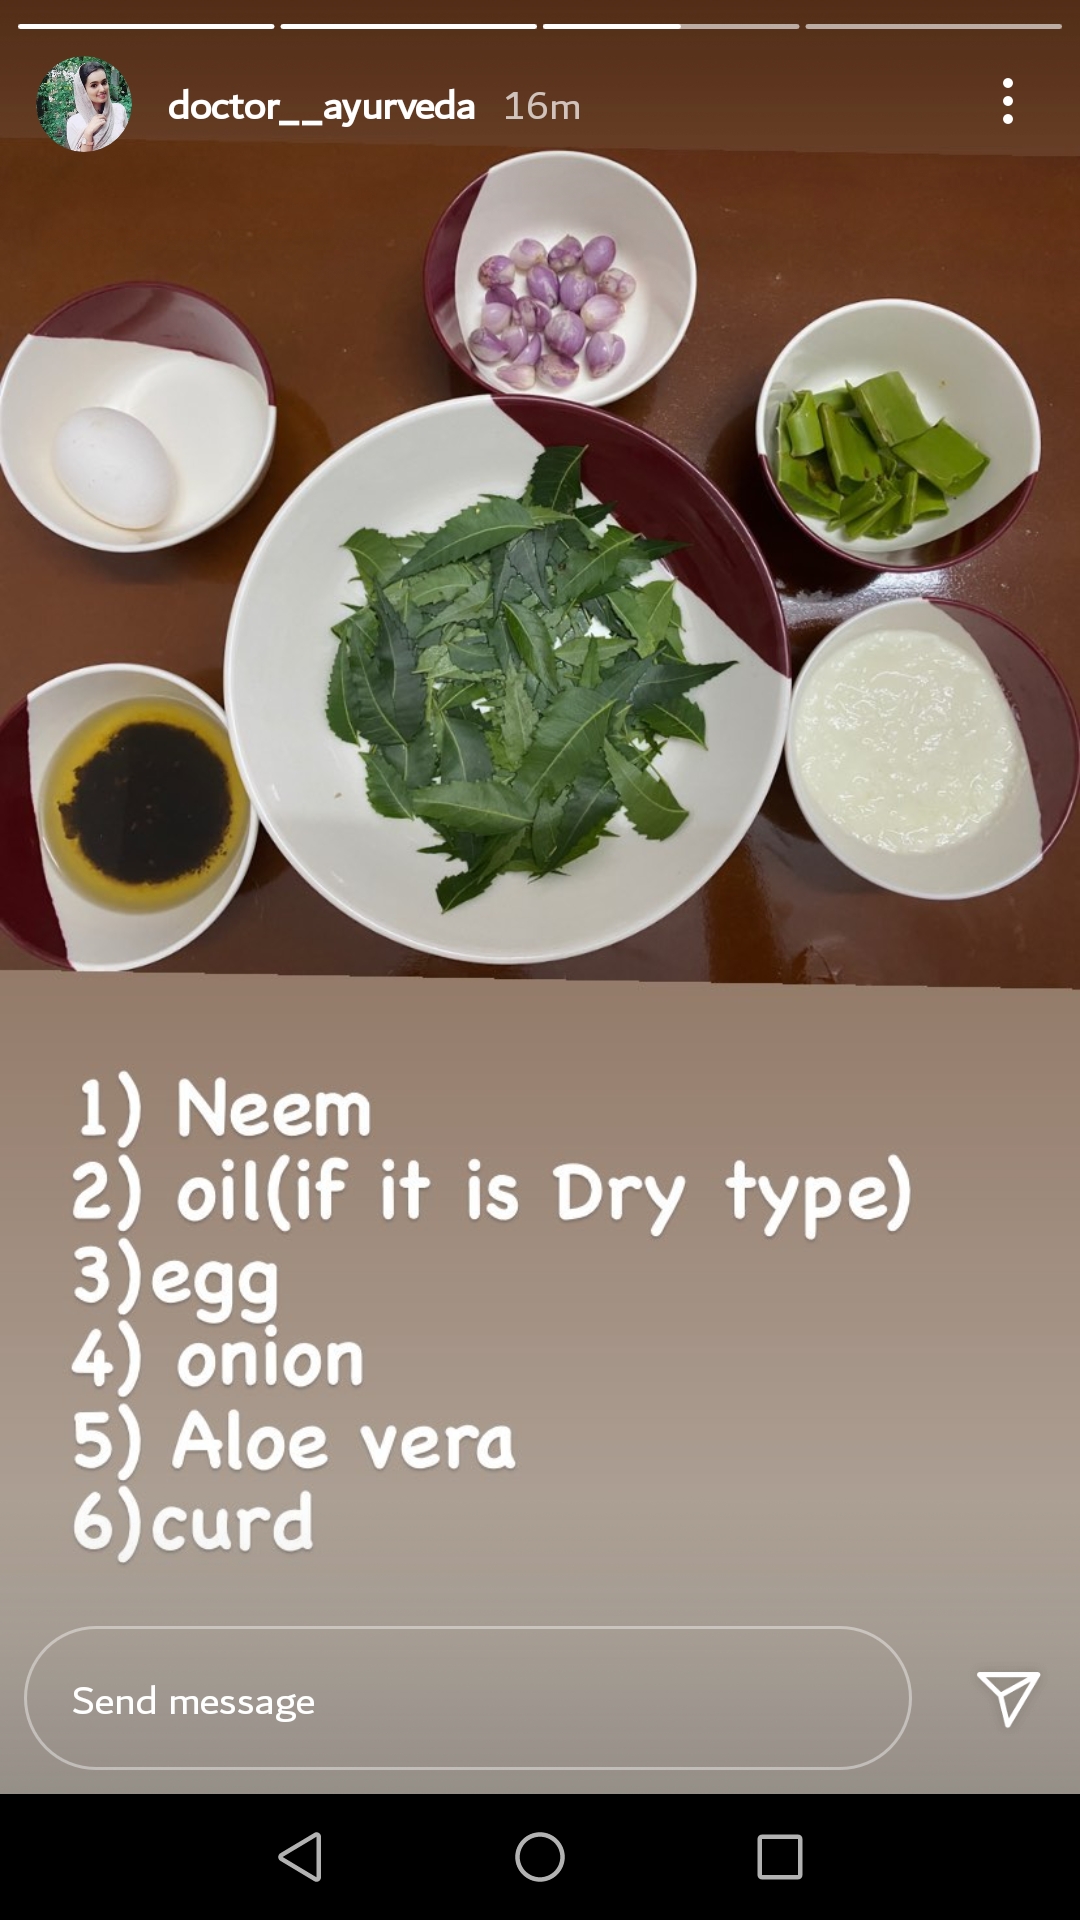 doctor__ayurveda 16m
1) Neem
2) oil(if it is Dry type)
3)egg
4) onion
5) Aloe vera
6)curd
Send message